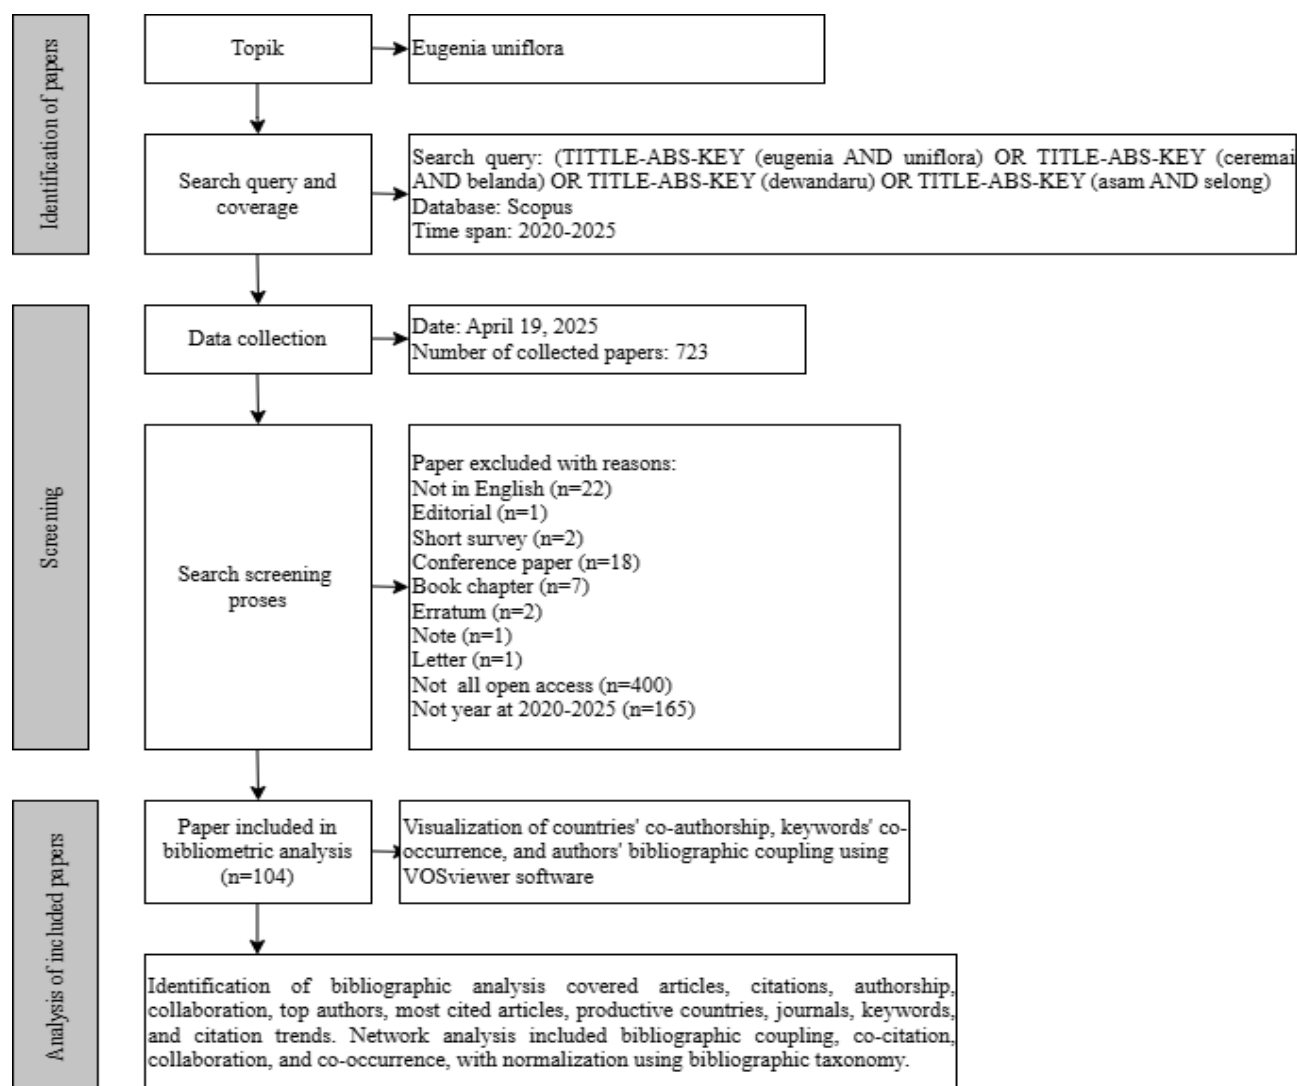 Identification of papers
Topik
Eugenia uniflora
Search query and
coverage
Search query: (TITTLE-ABS-KEY (eugenia AND uniflora) OR TITLE-ABS-KEY (ceremai
AND belanda) OR TITLE-ABS-KEY (dewandaru) OR TITLE-ABS-KEY (asam AND selong)
Database: Scopus
Time span: 2020-2025
Screening
Data collection
Date: April 19, 2025
Number of collected papers: 723
Search screening
proses
Paper excluded with reasons:
Not in English (n=22)
Editorial (n=1)
Short survey (n=2)
Conference paper (n=18)
Book chapter (n=7)
Erratum (n=2)
Note (n=1)
Letter (n=1)
Not all open access (n=400)
Not year at 2020-2025 (n=165)
Analysis of included papers
Paper included in
bibliometric analysis
(n=104)
Visualization of countries' co-authorship, keywords' co-
occurrence, and authors' bibliographic coupling using
VOSviewer software
Identification of bibliographic analysis covered articles, citations, authorship,
collaboration, top authors, most cited articles, productive countries, journals, keywords,
and citation trends. Network analysis included bibliographic coupling, co-citation,
collaboration, and co-occurrence, with normalization using bibliographic taxonomy.